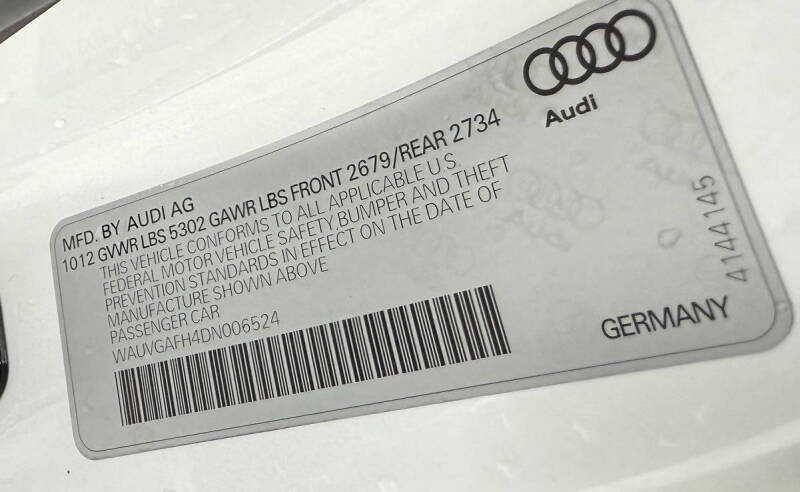 Audi
MFD. BY AUDI AG
1012 GVWR LBS 5302 GAWR LBS FRONT 2679/REAR 2734
THIS VEHICLE CONFORMS TO ALL APPLICABLE U.S.
FEDERAL MOTOR VEHICLE SAFETY,BUMPER AND THEFT
PREVENTION STANDARDS IN EFFECT ON THE DATE OF
MANUFACTURE SHOWN ABOVE
PASSENGER CAR
WAUVGAFH4DN006524
GERMANY
4144145